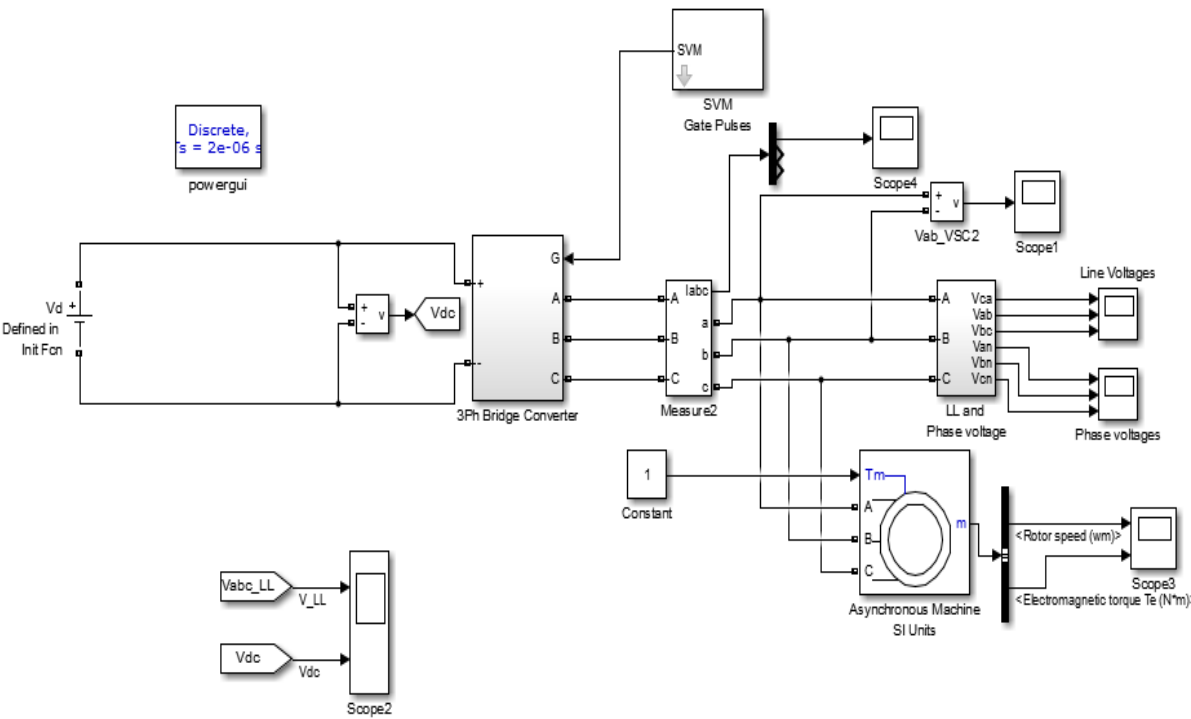 SVM
SVM
Gate Pulses
Discrete,
s = 2e-06 s
powergui
Scope4
+
-
v
Vab_VSC2
Scope1
Vd
+
Defined in
Init Fcn
+
-
v
Vdc
G
+
-
A
B
C
3Ph Bridge Converter
A
B
C
Iabc
a
b
c
Measure2
A
B
C
Vca
Vab
Vbc
Van
Vbn
Vcn
LL and
Phase voltage
Line Voltages
Phase voltages
1
Constant
Tm
A
B
C
m
Asynchronous Machine
SI Units
<Rotor speed (wm)>
<Electromagnetic torque Te (N*m)>
Scope3
Vabc_LL
V_LL
Vdc
Vdc
Scope2